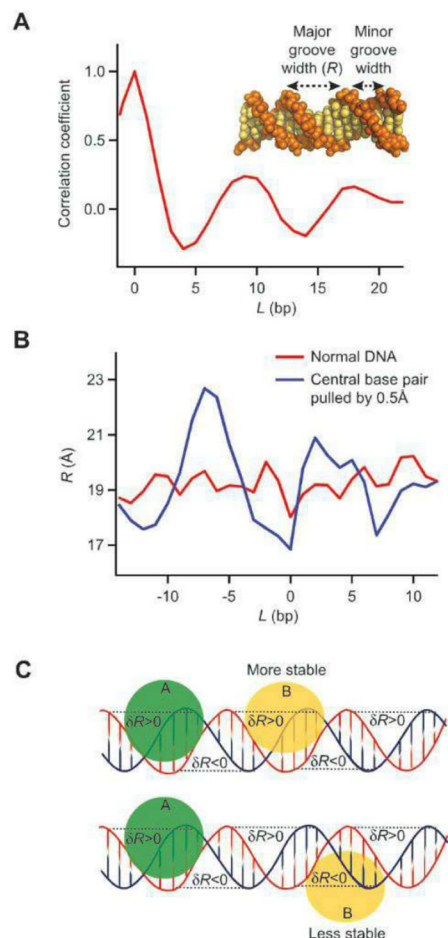 A
Major
groove
width (R)
Minor
groove
width
Correlation coefficient
1.0
0.5
0.0
0 5 10 15 20
L (bp)
B
Normal DNA
Central base pair
pulled by 0.5Å
R (Å)
23
21
19
17
-10 -5 0 5 10
L (bp)
C
More stable
A B
δR>0 δR>0 δR>0
δR<0 δR<0
A
δR>0 δR>0 δR>0
δR<0 δR<0
B
Less stable